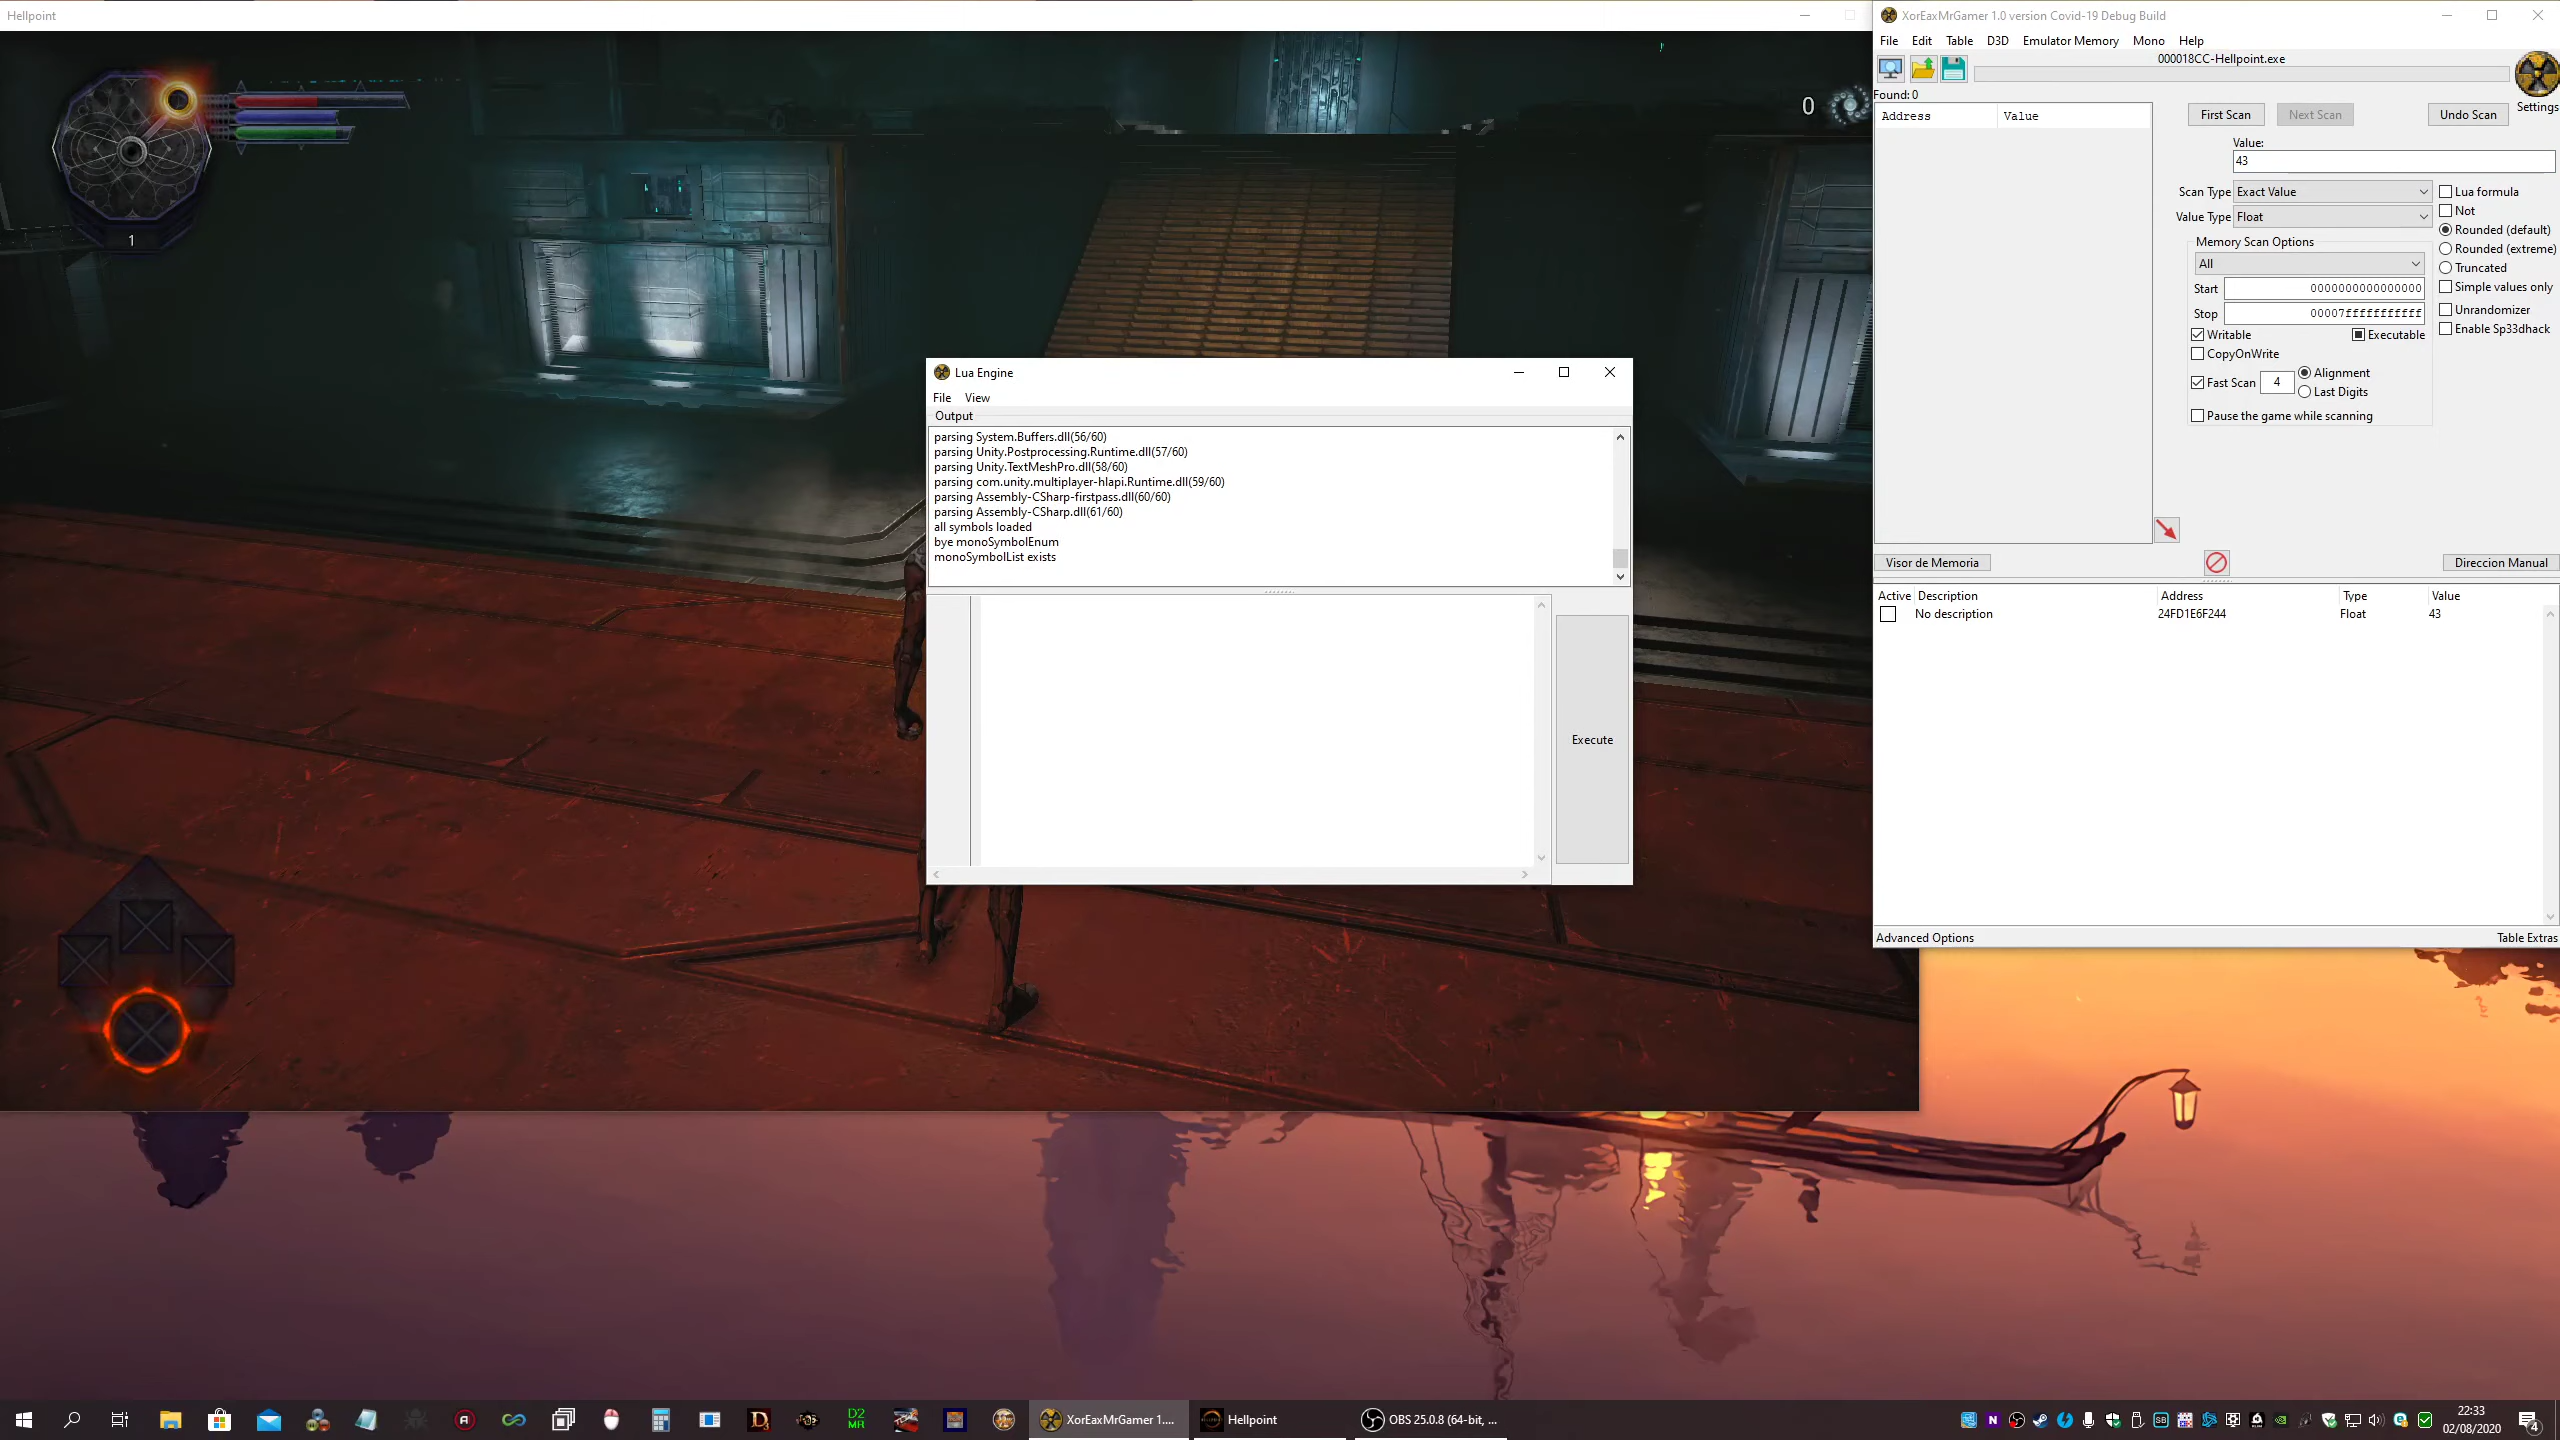 Hellpoint
1
0
XorEaxMrGamer 1.0 version Covid-19 Debug Build
File Edit Table D3D Emulator Memory Mono Help
000018CC-Hellpoint.exe
Found: 0
Settings
Address Value
First Scan Next Scan Undo Scan
Value:
43
Scan Type Exact Value
Value Type Float
Lua formula
Not
Rounded (default)
Rounded (extreme)
Truncated
Simple values only
Unrandomizer
Enable Sp33dhack
Memory Scan Options
All
Start 0000000000000000
Stop 00007fffffffffff
Writable Executable
CopyOnWrite
Fast Scan 4 Alignment
Last Digits
Pause the game while scanning
Visor de Memoria Direccion Manual
Active Description Address Type Value
No description 24FD1E6F244 Float 43
Advanced Options Table Extras
Lua Engine
File View
Output
parsing System.Buffers.dll(56/60)
parsing Unity.Postprocessing.Runtime.dll(57/60)
parsing Unity.TextMeshPro.dll(58/60)
parsing com.unity.multiplayer-hlapi.Runtime.dll(59/60)
parsing Assembly-CSharp-firstpass.dll(60/60)
parsing Assembly-CSharp.dll(61/60)
all symbols loaded
bye monoSymbolEnum
monoSymbolList exists
Execute
D2
MR
XorEaxMrGamer 1....
Hellpoint
OBS 25.0.8 (64-bit, ...
22:33
02/08/2020
4